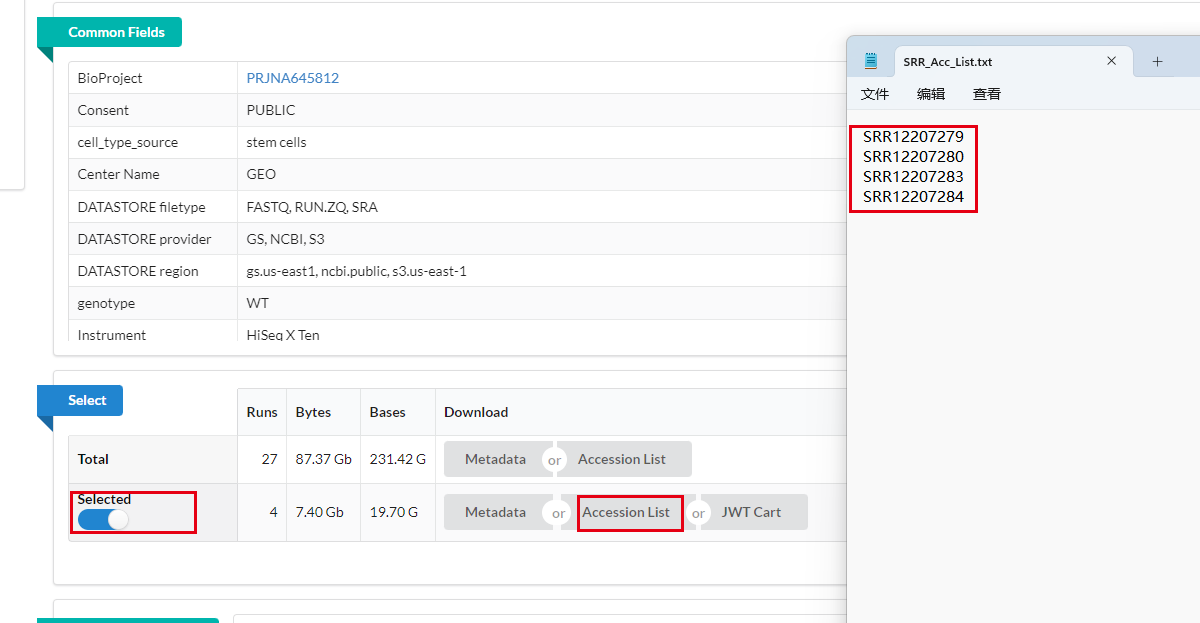 Common Fields
BioProject PRJNA645812
Consent PUBLIC
cell_type_source stem cells
Center Name GEO
DATASTORE filetype FASTQ, RUN.ZQ, SRA
DATASTORE provider GS, NCBI, S3
DATASTORE region gs.us-east1, ncbi.public, s3.us-east-1
genotype WT
Instrument HiSeq X Ten
Select
Runs Bytes Bases Download
Total 27 87.37 Gb 231.42 G Metadata or Accession List
Selected 4 7.40 Gb 19.70 G Metadata or Accession List or JWT Cart
SRR_Acc_List.txt
文件 编辑 查看
SRR12207279
SRR12207280
SRR12207283
SRR12207284